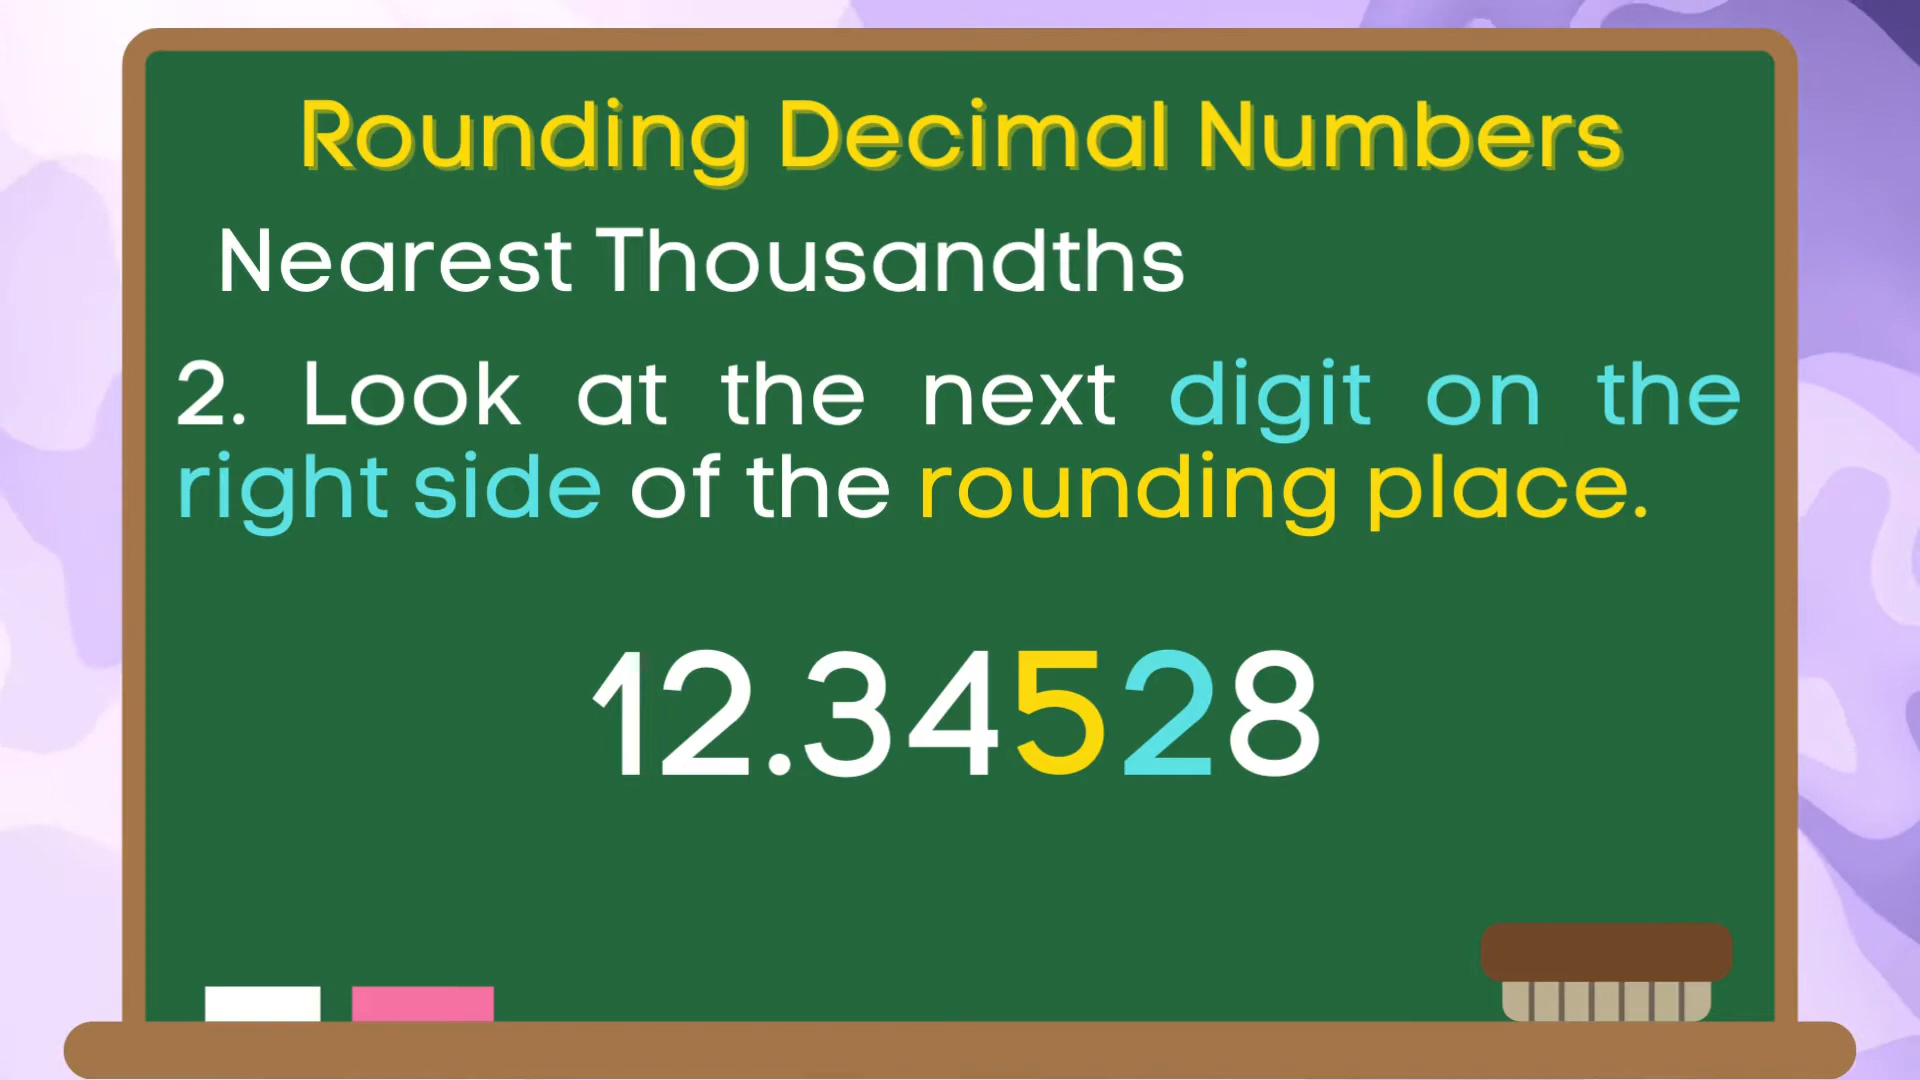 Rounding Decimal Numbers
Nearest Thousandths
2. Look at the next digit on the
right side of the rounding place.
12.34528